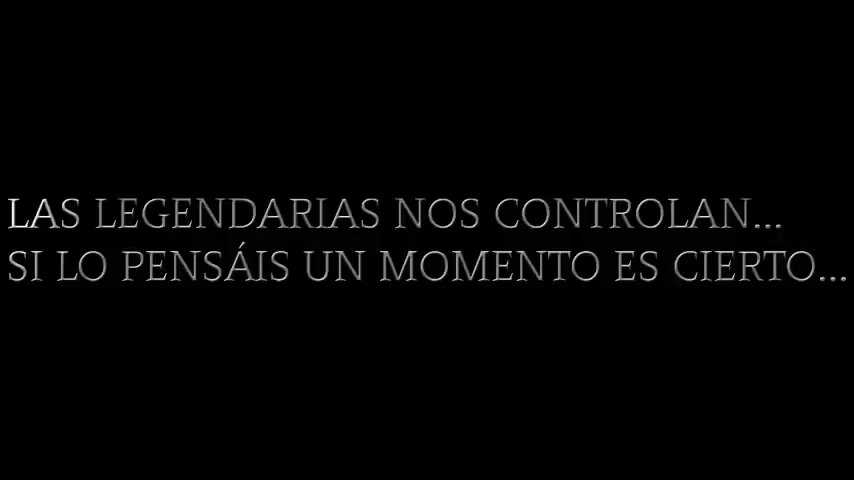 LAS LEGENDARIAS NOS CONTROLAN...
SI LO PENSÁIS UN MOMENTO ES CIERTO...